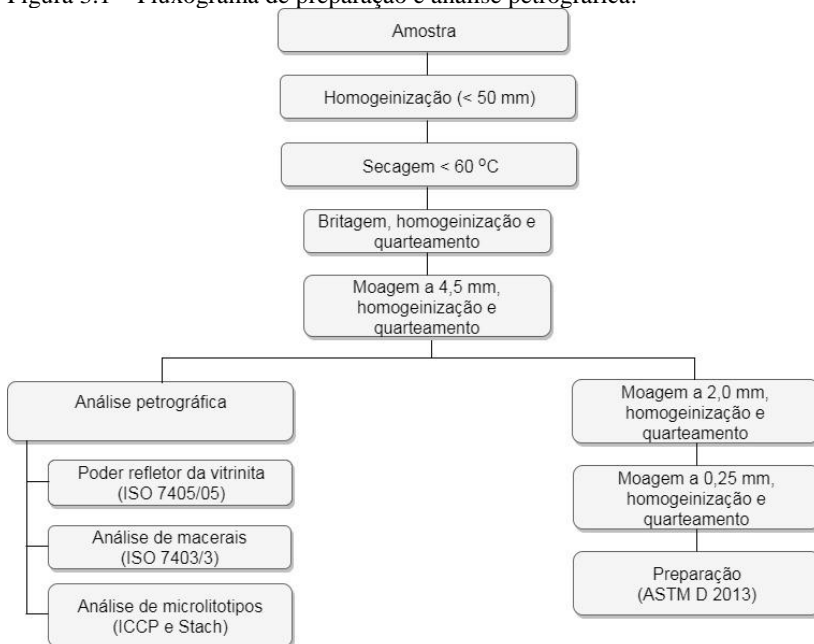 Figura 3.1 – Fluxograma de preparação e análise petrográfica.
Amostra
Homogeinização (< 50 mm)
Secagem < 60 ºC
Britagem, homogeinização e
quarteamento
Moagem a 4,5 mm,
homogeinização e
quarteamento
Análise petrográfica
Poder refletor da vitrinita
(ISO 7405/05)
Análise de macerais
(ISO 7403/3)
Análise de microlitotipos
(ICCP e Stach)
Moagem a 2,0 mm,
homogeinização e
quarteamento
Moagem a 0,25 mm,
homogeinização e
quarteamento
Preparação
(ASTM D 2013)